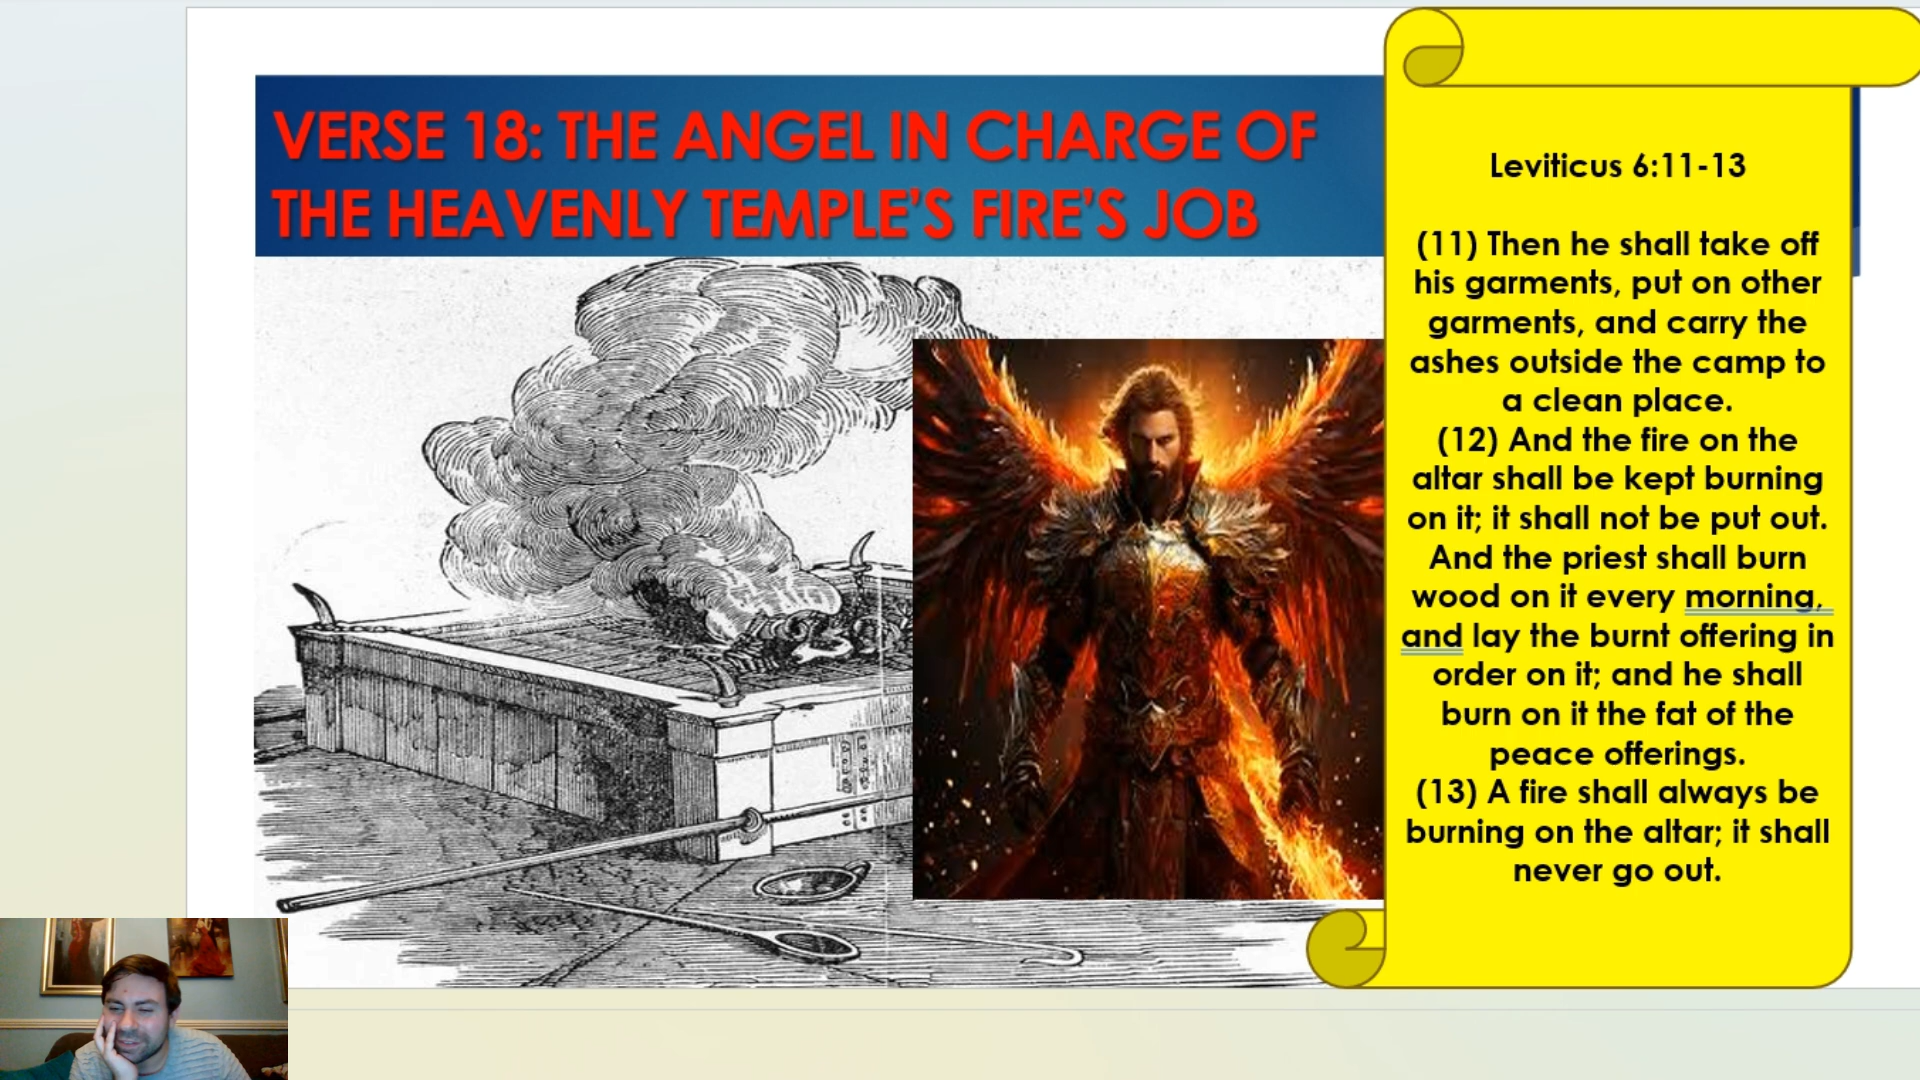 VERSE 18: THE ANGEL IN CHARGE OF
THE HEAVENLY TEMPLE'S FIRE'S JOB
Leviticus 6:11-13
(11) Then he shall take off
his garments, put on other
garments, and carry the
ashes outside the camp to
a clean place.
(12) And the fire on the
altar shall be kept burning
on it; it shall not be put out.
And the priest shall burn
wood on it every morning,
and lay the burnt offering in
order on it; and he shall
burn on it the fat of the
peace offerings.
(13) A fire shall always be
burning on the altar; it shall
never go out.